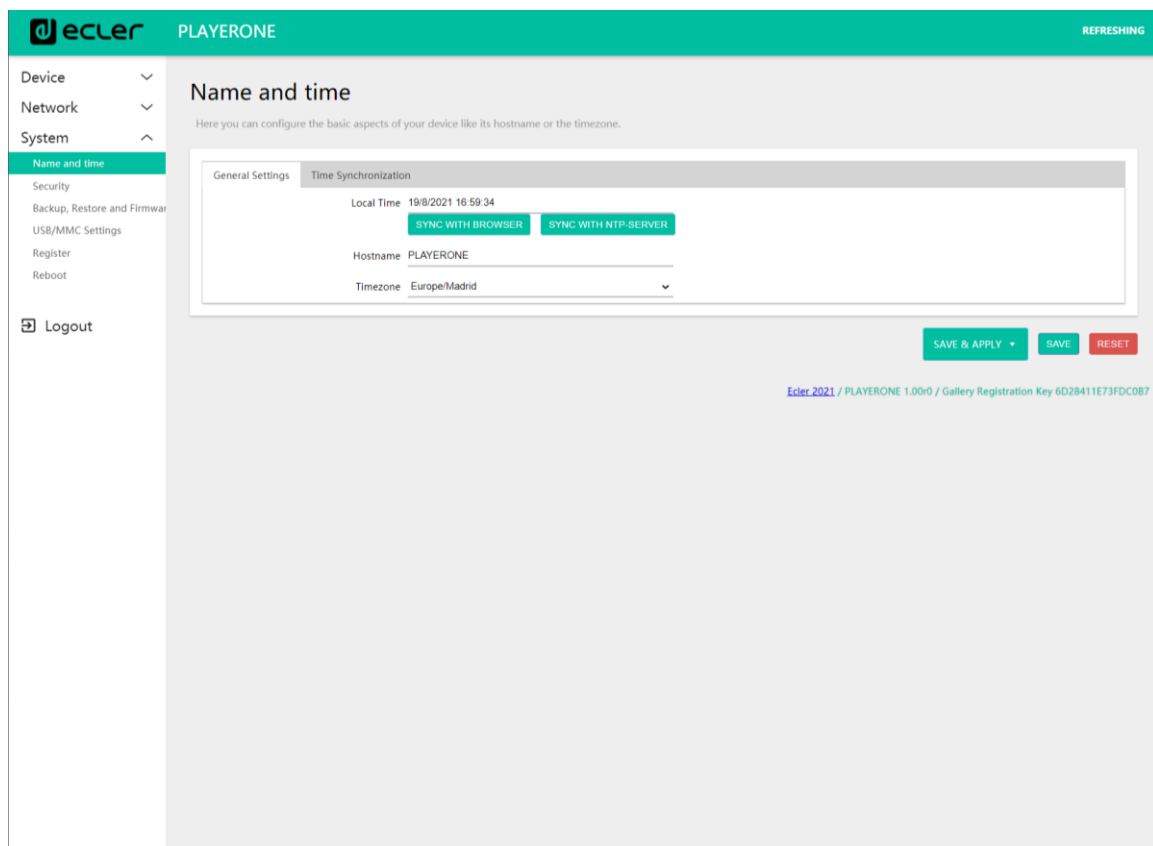 ecler
PLAYERONE
REFRESHING
Device
Network
System
Name and time
Security
Backup, Restore and Firmwar
USB/MMC Settings
Register
Reboot
Logout
Name and time
Here you can configure the basic aspects of your device like its hostname or the timezone.
General Settings Time Synchronization
Local Time 19/8/2021 16:59:34
SYNC WITH BROWSER SYNC WITH NTP-SERVER
Hostname PLAYERONE
Timezone Europe/Madrid
SAVE & APPLY SAVE RESET
Ecler 2021 / PLAYERONE 1.00r0 / Gallery Registration Key 6D28411E73FDC0B7